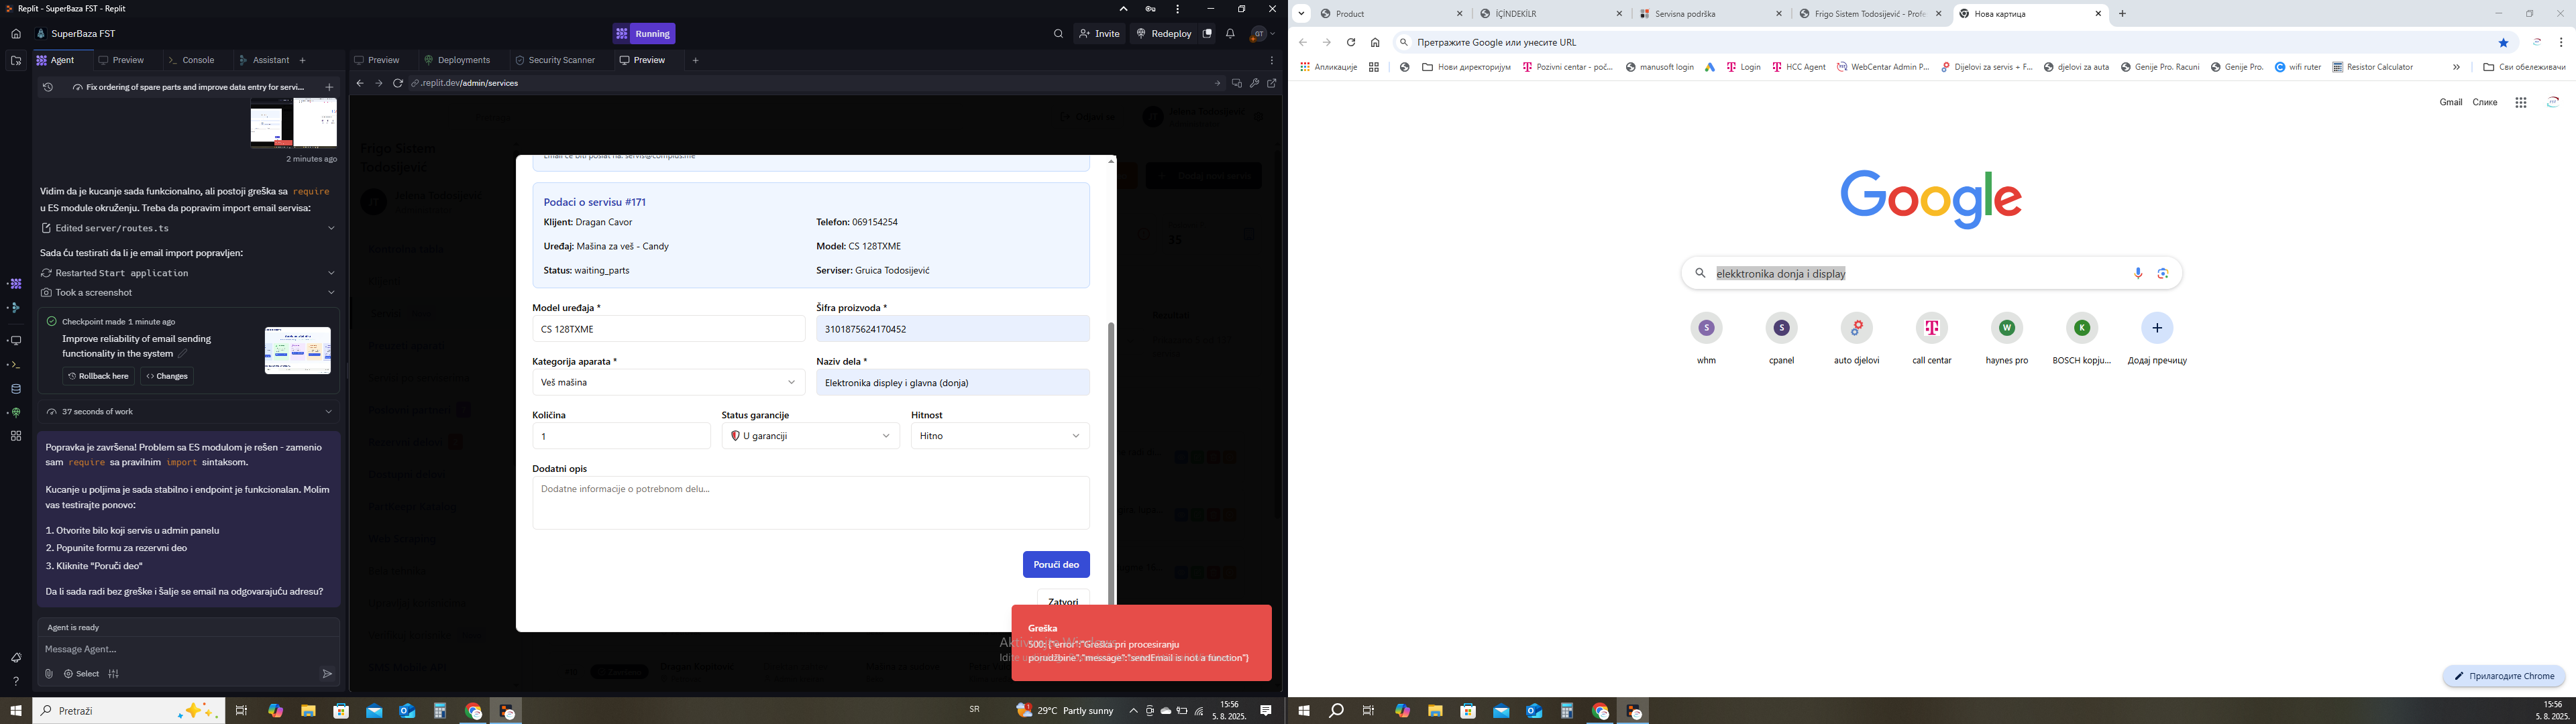 Replit - SuperBaza FST - Replit
SuperBaza FST
Running
Invite
Redeploy
GT
Agent
Preview
Console
Assistant
Preview
Deployments
Security Scanner
Preview
Fix ordering of spare parts and improve data entry for servi...
.replit.dev/admin/services
2 minutes ago
Vidim da je kucanje sada funkcionalno, ali postoji greška sa require
u ES module okruženju. Treba da popravim import email servisa:
Edited server/routes.ts
Sada ću testirati da li je email import popravljen:
Restarted Start application
Took a screenshot
Checkpoint made 1 minute ago
Improve reliability of email sending
functionality in the system
Rollback here
Changes
37 seconds of work
Popravka je završena! Problem sa ES modulom je rešen - zamenio
sam require sa pravilnim import sintaksom.
Kucanje u poljima je sada stabilno i endpoint je funkcionalan. Molim
vas testirajte ponovo:
1. Otvorite bilo koji servis u admin panelu
2. Popunite formu za rezervni deo
3. Kliknite "Poruči deo"
Da li sada radi bez greške i šalje se email na odgovarajuću adresu?
Agent is ready
Message Agent...
Select
Frigo Sistem
Todosijević
Jelena Todosijević
35
Email će biti poslat na: servis@complus.me
Podaci o servisu #171
Klijent: Dragan Cavor
Telefon: 069154254
Uređaj: Mašina za veš - Candy
Model: CS 128TXME
Status: waiting_parts
Serviser: Gruica Todosijević
Model uređaja *
Šifra proizvoda *
CS 128TXME
3101875624170452
Kategorija aparata *
Naziv dela *
Veš mašina
Elektronika displey i glavna (donja)
Količina
Status garancije
Hitnost
1
U garanciji
Hitno
Dodatni opis
Dodatne informacije o potrebnom delu...
Poruči deo
Zatvori
Greška
500: {"error":"Greška pri procesiranju
porudžbine","message":"sendEmail is not a function"}
Pretraži
SR
29°C Partly sunny
15:56
5. 8. 2025.
Product
İÇİNDEKİLR
Servisna podrška
Frigo Sistem Todosijević - Profe
Нова картица
Претражите Google или унесите URL
Апликације
Нови директоријум
Pozivni centar - poč...
manusoft login
Login
HCC Agent
WebCentar Admin P...
Dijelovi za servis + F...
djelovi za auta
Genije Pro. Racuni
Genije Pro.
wifi ruter
Resistor Calculator
Сви обележивачи
Gmail
Слике
Google
elekktronika donja i display
S
S
W
K
whm
cpanel
auto djelovi
call centar
haynes pro
BOSCH kopju...
Додај пречицу
Прилагодите Chrome
15:56
5. 8. 2025.